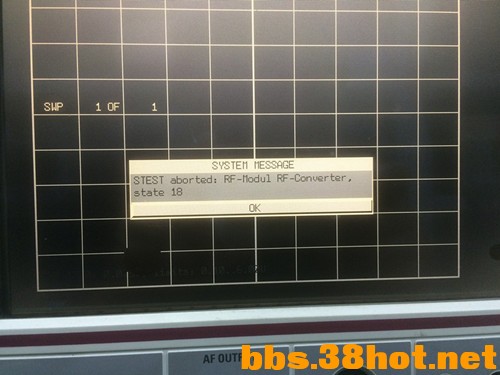 SWP 1 OF 1
SYSTEM MESSAGE
STEST aborted: RF-Modul RF-Converter,
state 18
OK
AF OUTP
bbs.38hot.net